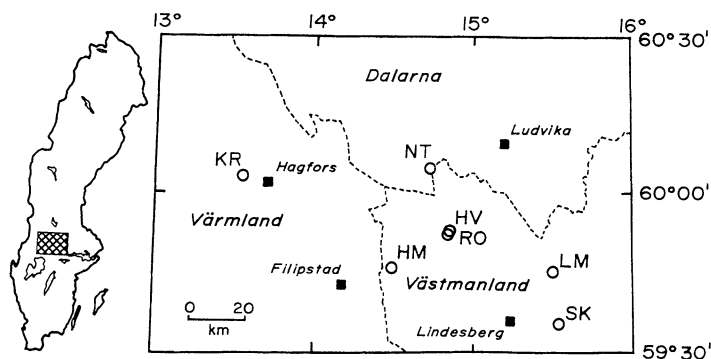 13° 14° 15° 16°
60°30'
Dalarna
Ludvika
NT
KR
Hagfors
60°00'
HV
Värmland
RO
HM
LM
Filipstad
Västmanland
0 20
km
SK
Lindesberg
59°30'